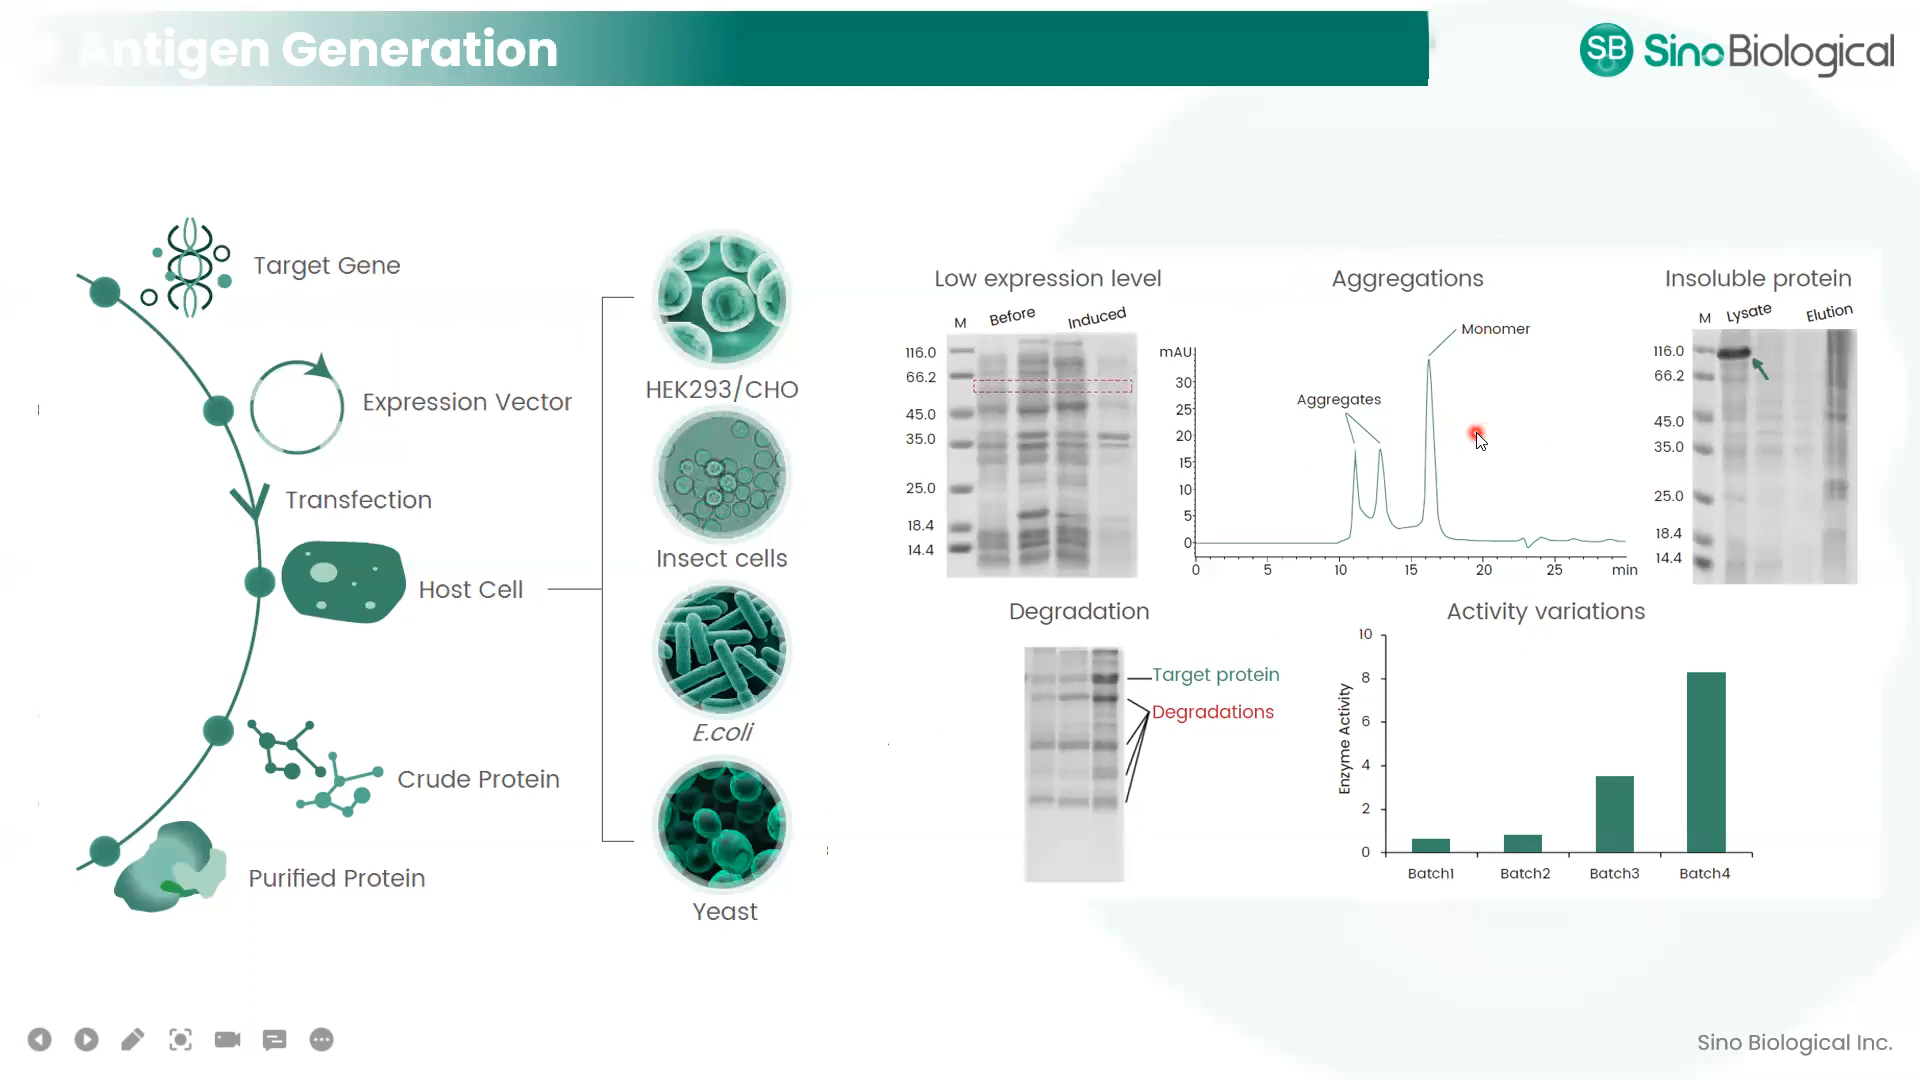 Antigen Generation
SB SinoBiological
Target Gene
Expression Vector
Transfection
Host Cell
Crude Protein
Purified Protein
HEK293/CHO
Insect cells
E.coli
Yeast
Low expression level
M Before Induced
116.0
66.2
45.0
35.0
25.0
18.4
14.4
Aggregations
mAU
30
25
20
15
10
5
0
Aggregates
Monomer
0 5 10 15 20 25 min
Insoluble protein
M Lysate Elution
116.0
66.2
45.0
35.0
25.0
18.4
14.4
Degradation
Target protein
Degradations
Activity variations
Enzyme Activity
10
8
6
4
2
0
Batch1 Batch2 Batch3 Batch4
Sino Biological Inc.